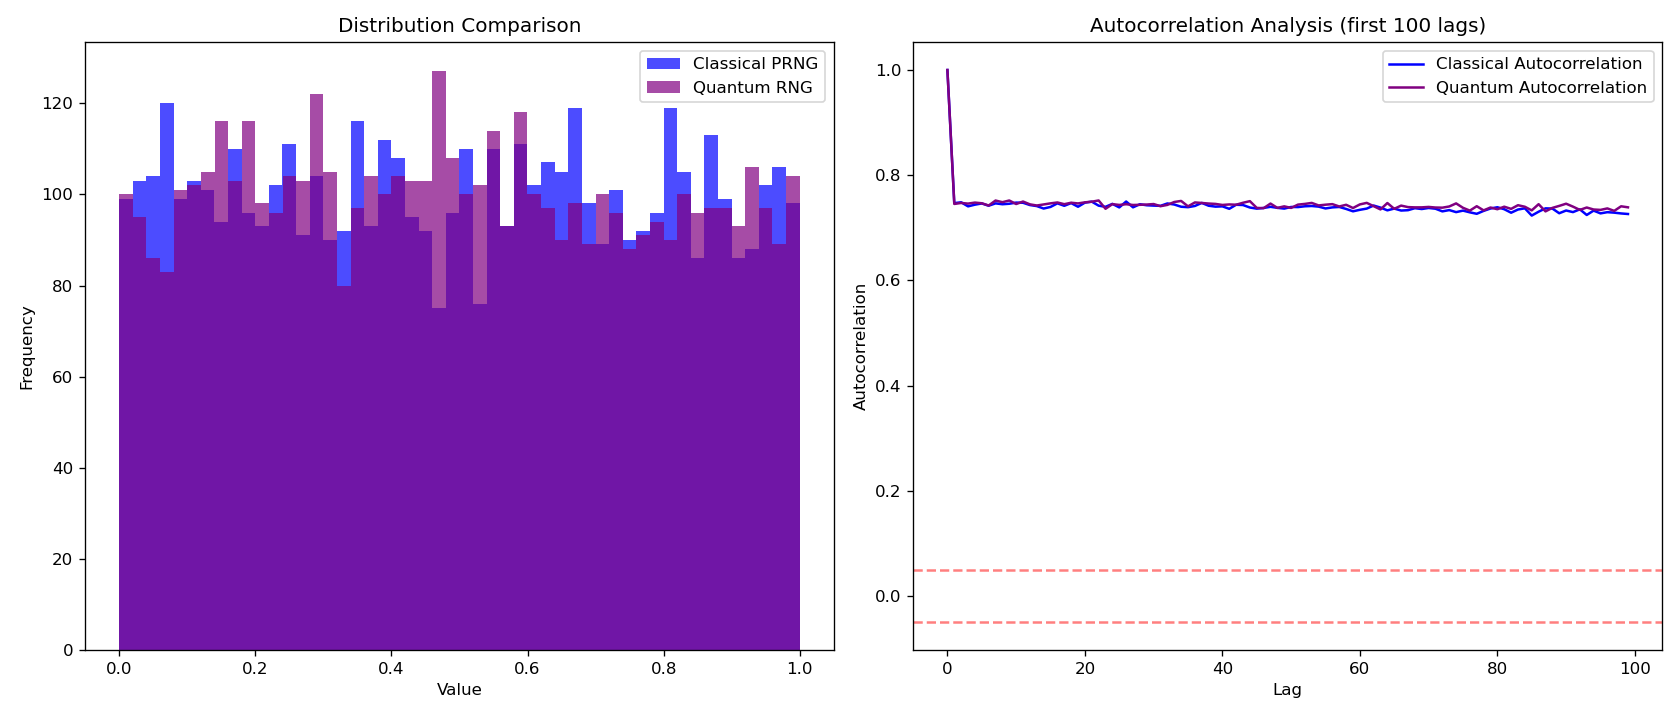 Distribution Comparison
Classical PRNG
Quantum RNG
Frequency
120
100
80
60
40
20
0
0.0 0.2 0.4 0.6 0.8 1.0
Value
Autocorrelation Analysis (first 100 lags)
Classical Autocorrelation
Quantum Autocorrelation
Autocorrelation
1.0
0.8
0.6
0.4
0.2
0.0
0 20 40 60 80 100
Lag